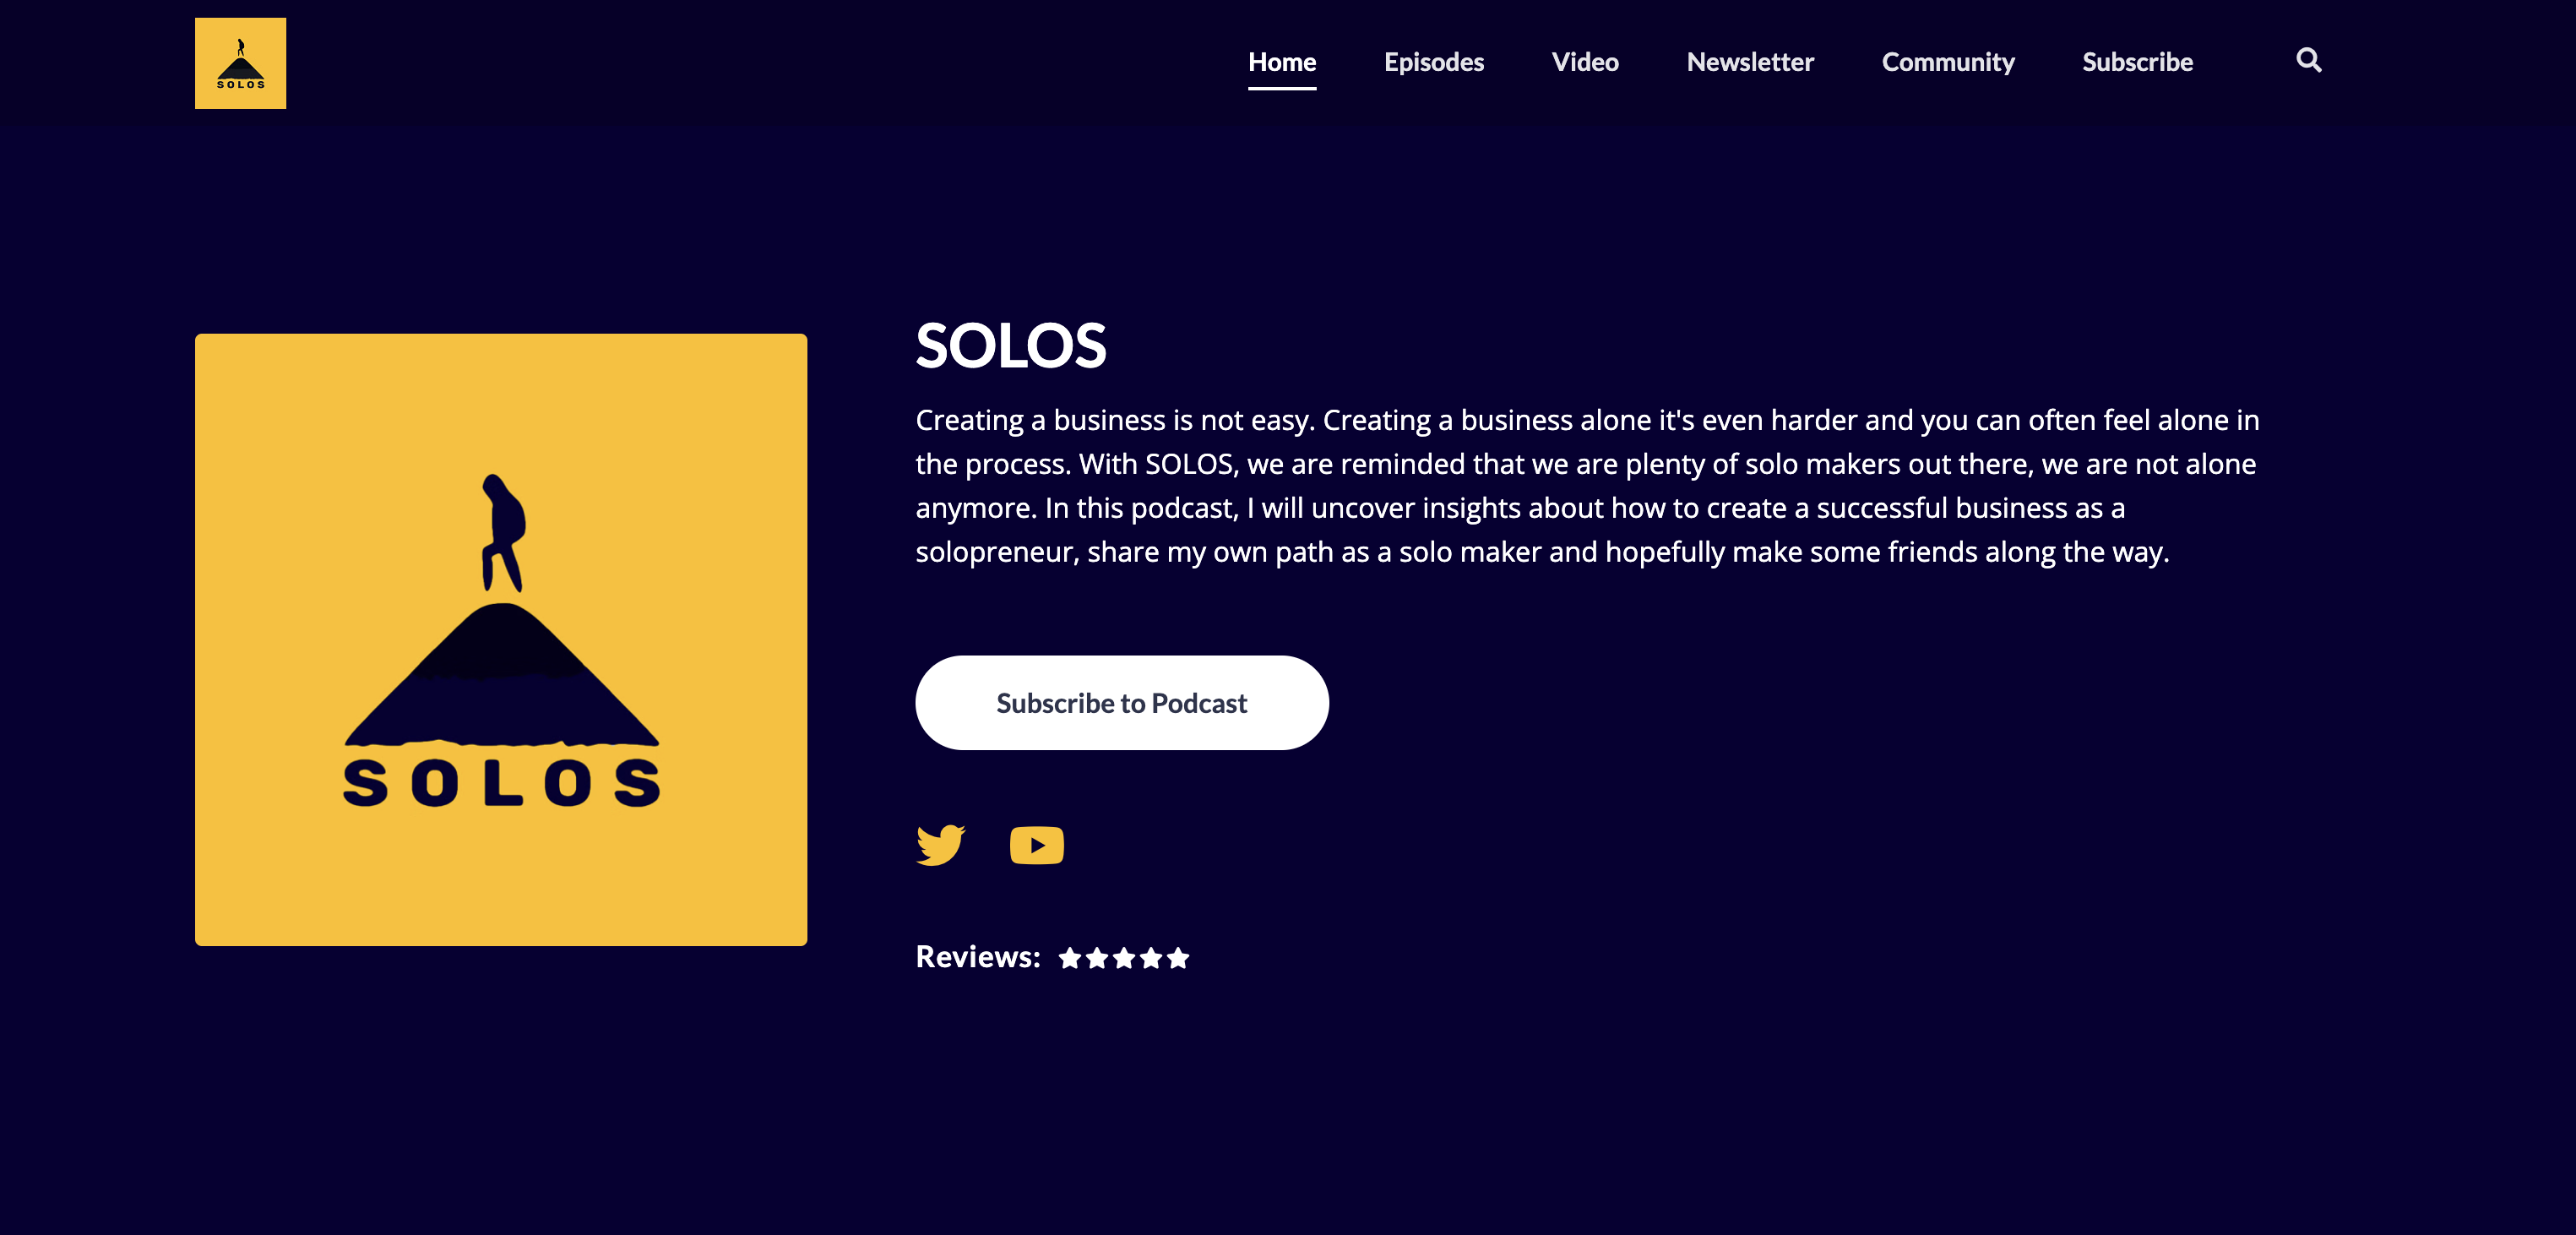 SOLOS
Home Episodes Video Newsletter Community Subscribe
SOLOS
SOLOS
Creating a business is not easy. Creating a business alone it's even harder and you can often feel alone in
the process. With SOLOS, we are reminded that we are plenty of solo makers out there, we are not alone
anymore. In this podcast, I will uncover insights about how to create a successful business as a
solopreneur, share my own path as a solo maker and hopefully make some friends along the way.
Subscribe to Podcast
Reviews: